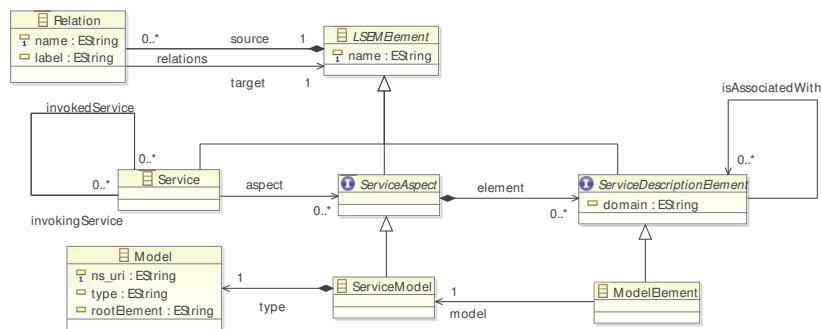 Relation
name : EString
label : EString
0..*
source
1
relations
target
1
LSEMElement
name : EString
invokedService
0..*
0..*
invokingService
Service
aspect
0..*
ServiceAspect
element
0..*
ServiceDescriptionElement
domain : EString
isAssociatedWith
0..*
Model
ns_uri : EString
type : EString
rootElement : EString
1
type
ServiceModel
1
model
ModelElement